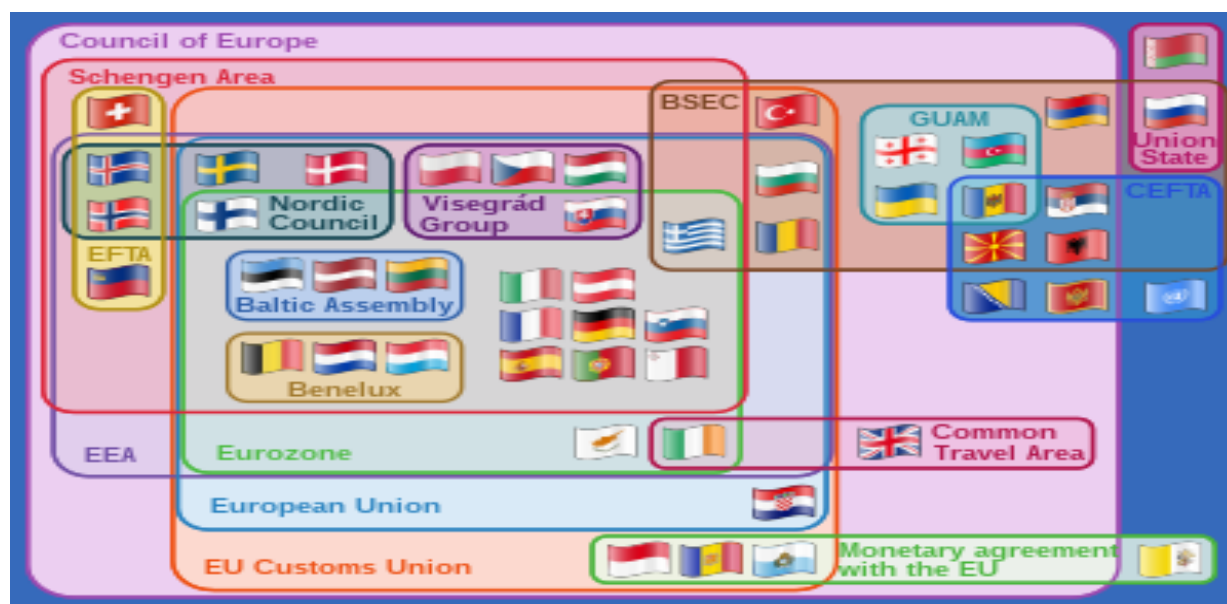 Council of Europe
Schengen Area
BSEC
GUAM
Union
State
CEFTA
Nordic
Council
Visegrád
Group
EFTA
Baltic Assembly
Benelux
EEA
Eurozone
Common
Travel Area
European Union
EU Customs Union
Monetary agreement
with the EU